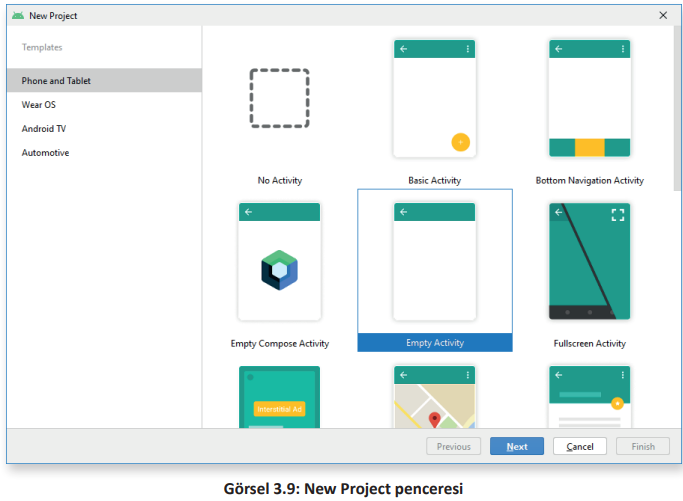 New Project
Templates
Phone and Tablet
Wear OS
Android TV
Automotive
No Activity
Basic Activity
Bottom Navigation Activity
Empty Compose Activity
Empty Activity
Fullscreen Activity
Interstitial Ad
Previous
Next
Cancel
Finish
Görsel 3.9: New Project penceresi